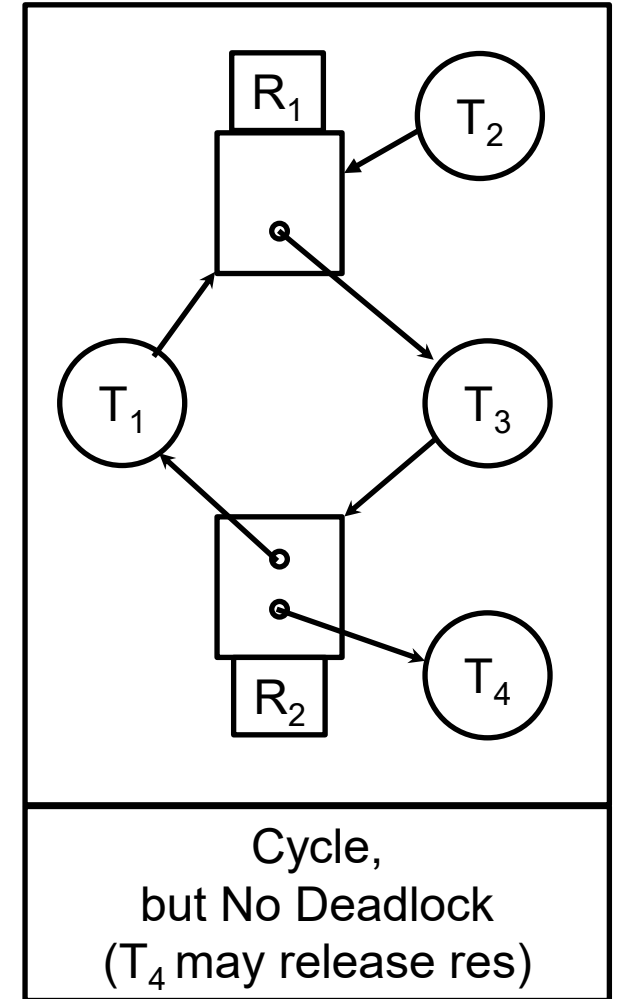 R₁
T₂
T₁
T₃
T₄
R₂
Cycle,
but No Deadlock
(T₄ may release res)